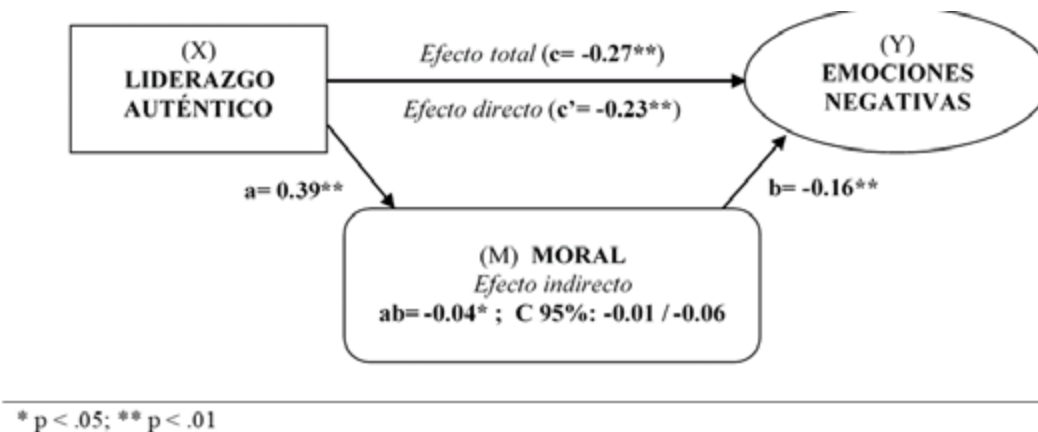 (X)
LIDERAZGO
AUTÉNTICO
Efecto total (c= -0.27**)
Efecto directo (c’= -0.23**)
(Y)
EMOCIONES
NEGATIVAS
a= 0.39**
b= -0.16**
(M) MORAL
Efecto indirecto
ab= -0.04* ; C 95%: -0.01 / -0.06
* p < .05; ** p < .01